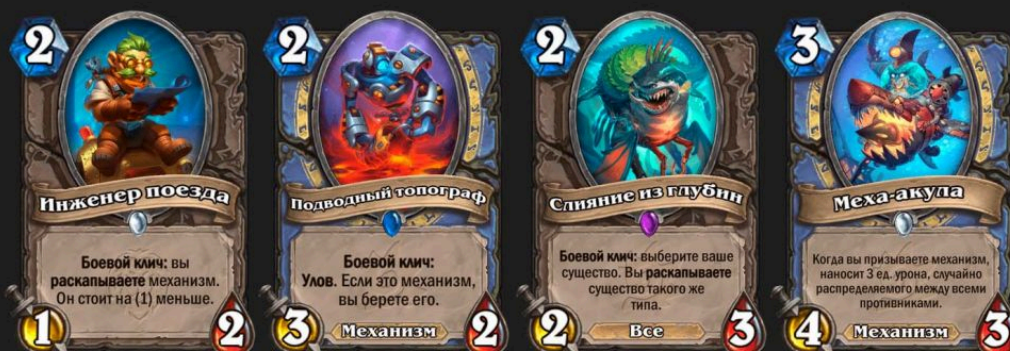 2
Инженер поезда
Боевой клич: вы
раскапываете механизм.
Он стоит на (1) меньше.
1
2
2
Подводный топограф
Боевой клич:
Улов. Если это механизм,
вы берете его.
3
Механизм
2
2
Слияние из глубин
Боевой клич: выберите ваше
существо. Вы раскапываете
существо такого же
типа.
2
Все
3
3
Меха-акула
Когда вы призываете механизм,
наносит 3 ед. урона, случайно
распределяемого между всеми
противниками.
4
Механизм
3